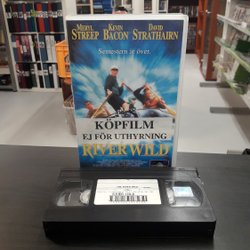 MERYL KEVIN DAVID
STREEP BACON STRATHAIRN
Semestern är över.
KÖPFILM
EJ FÖR UTHYRNING
RIVER WILD